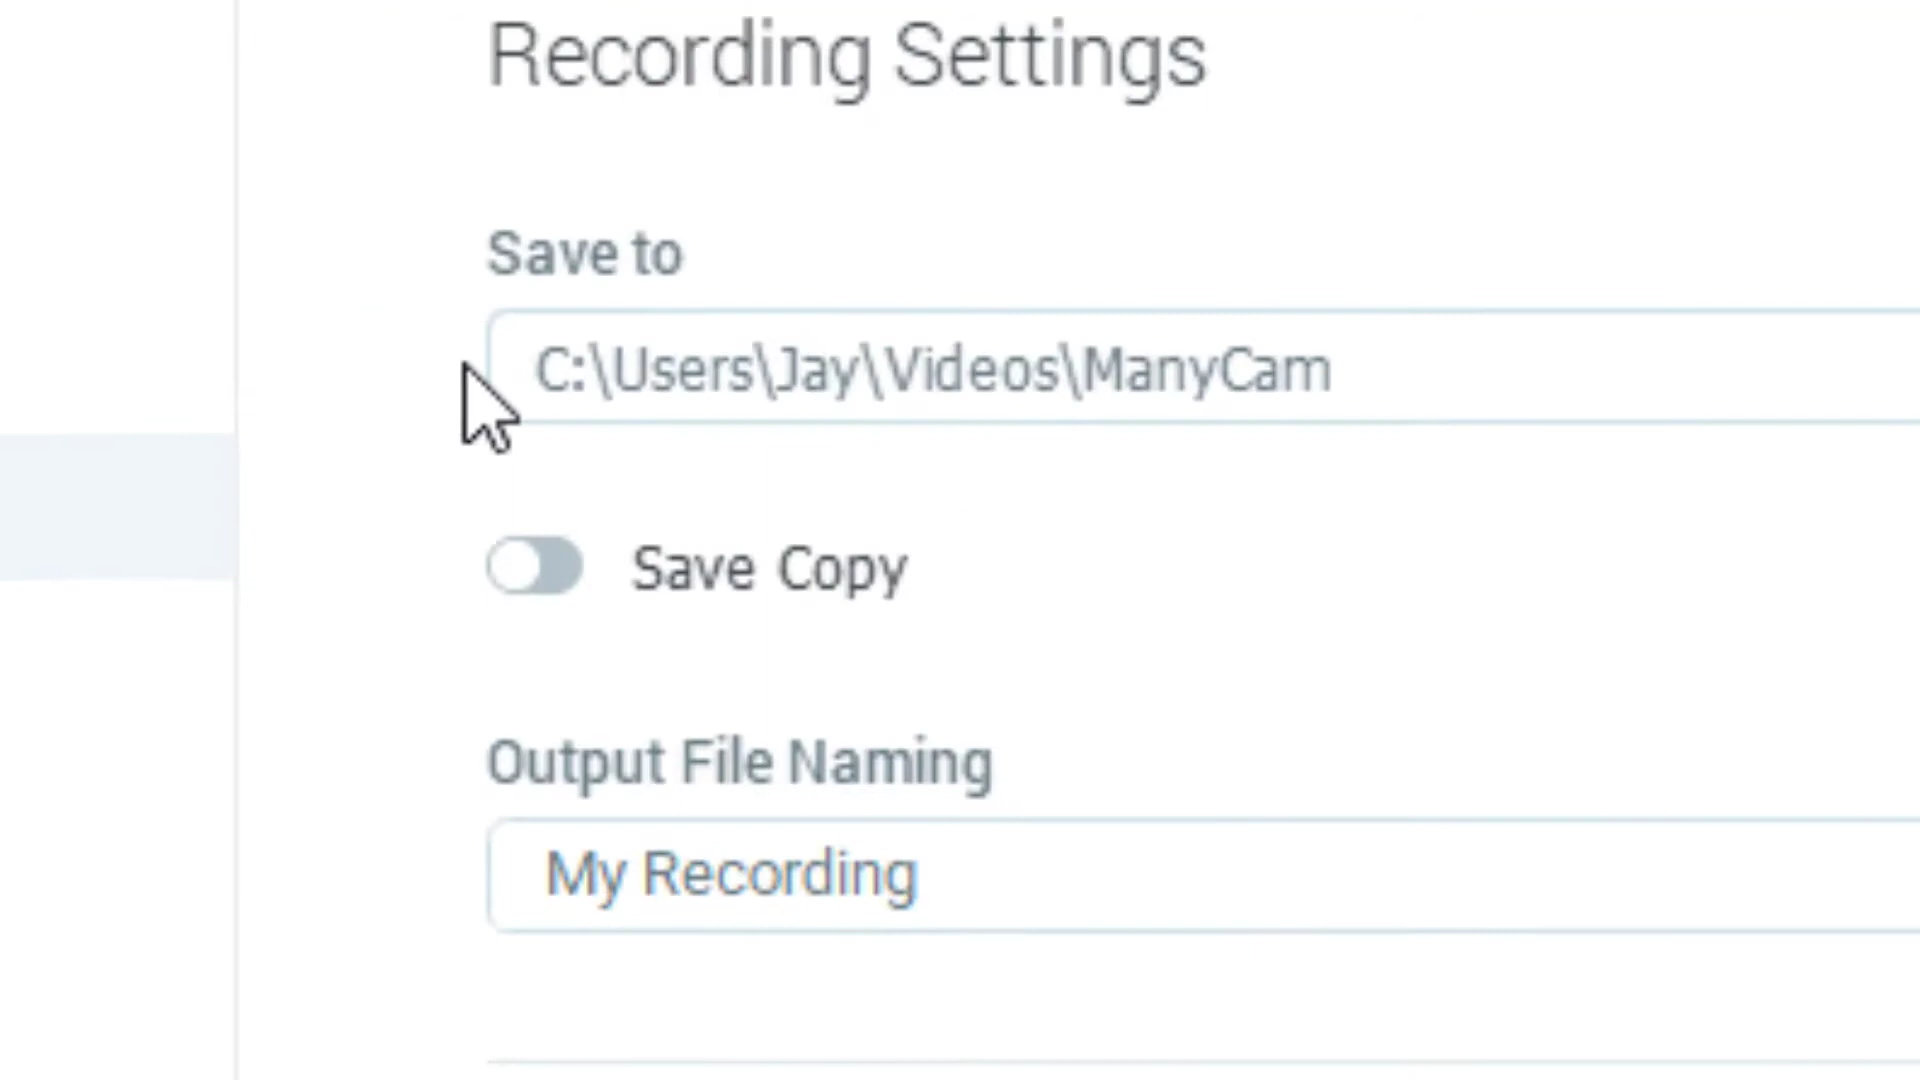 Recording Settings
Save to
C:\Users\Jay\Videos\ManyCam
Save Copy
Output File Naming
My Recording